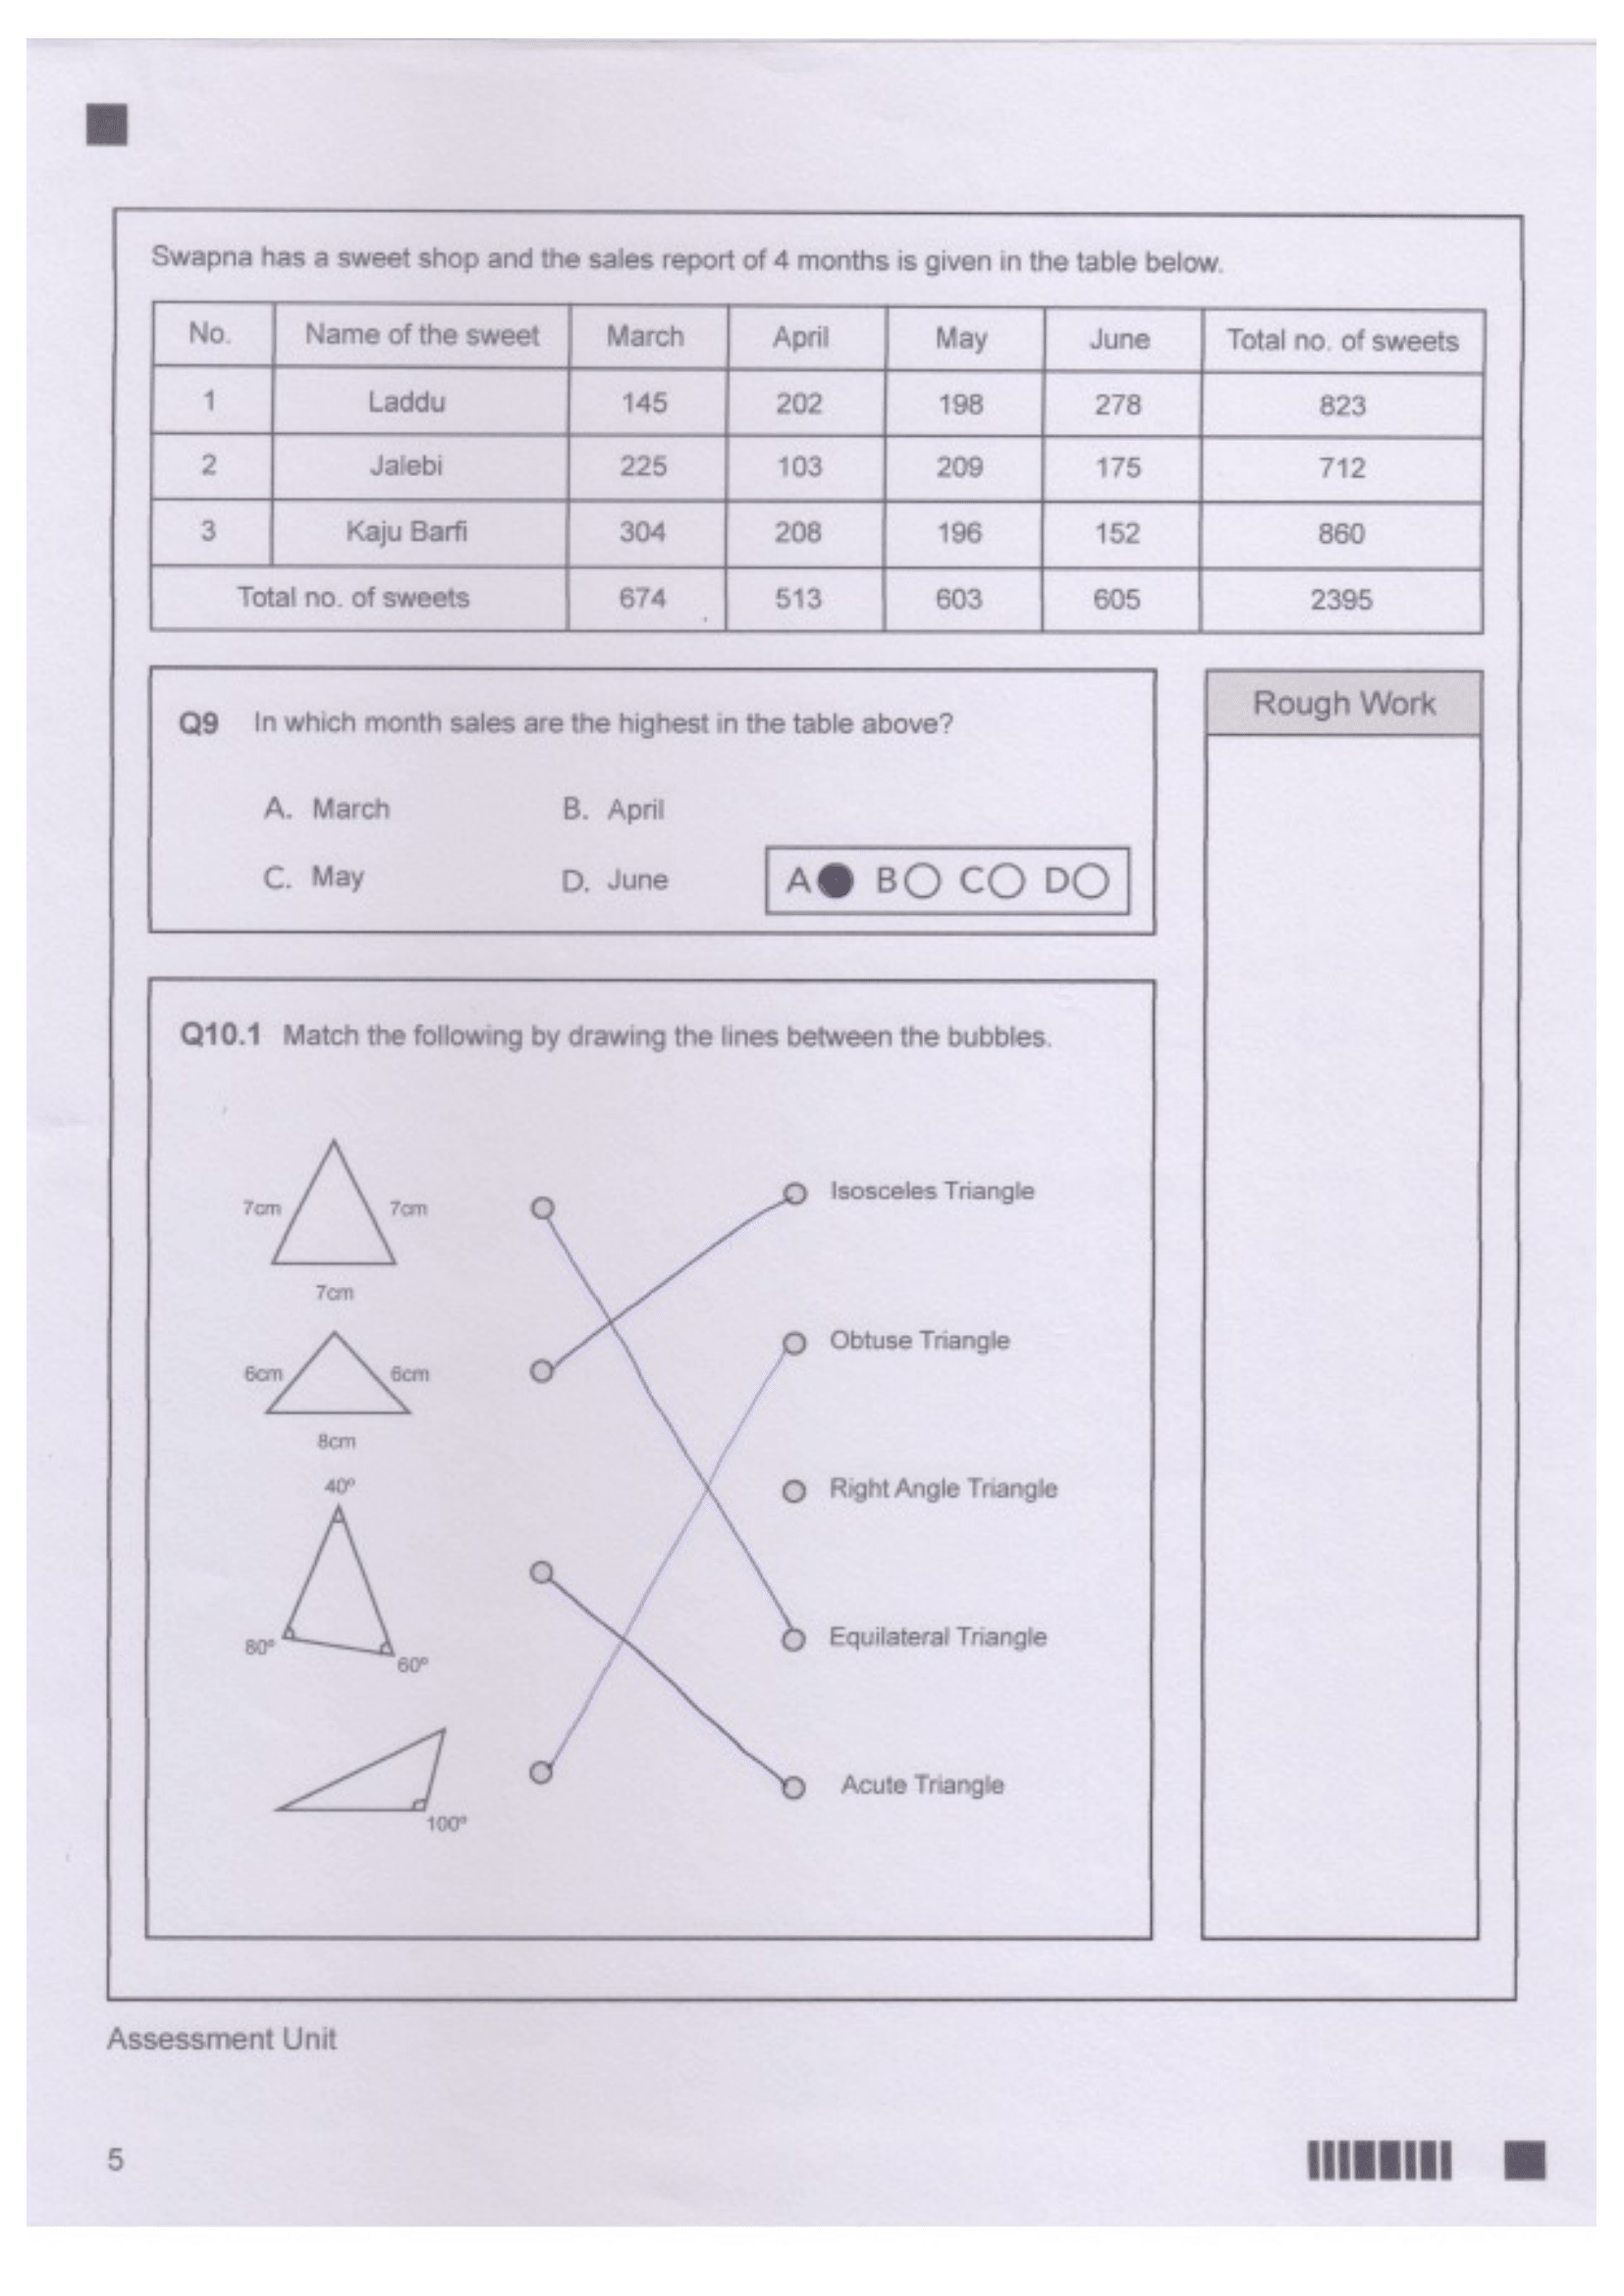 Swapna has a sweet shop and the sales report of 4 months is given in the table below.
No. Name of the sweet March April May June Total no. of sweets
1 Laddu 145 202 198 278 823
2 Jalebi 225 103 209 175 712
3 Kaju Barfi 304 208 196 152 860
Total no. of sweets 674 513 603 605 2395
Q9 In which month sales are the highest in the table above?
A. March B. April
C. May D. June
A B C D
Rough Work
Q10.1 Match the following by drawing the lines between the bubbles.
7cm 7cm
7cm
Isosceles Triangle
6cm 6cm
8cm
Obtuse Triangle
40º
80º
60º
Right Angle Triangle
Equilateral Triangle
100º
Acute Triangle
Assessment Unit
5